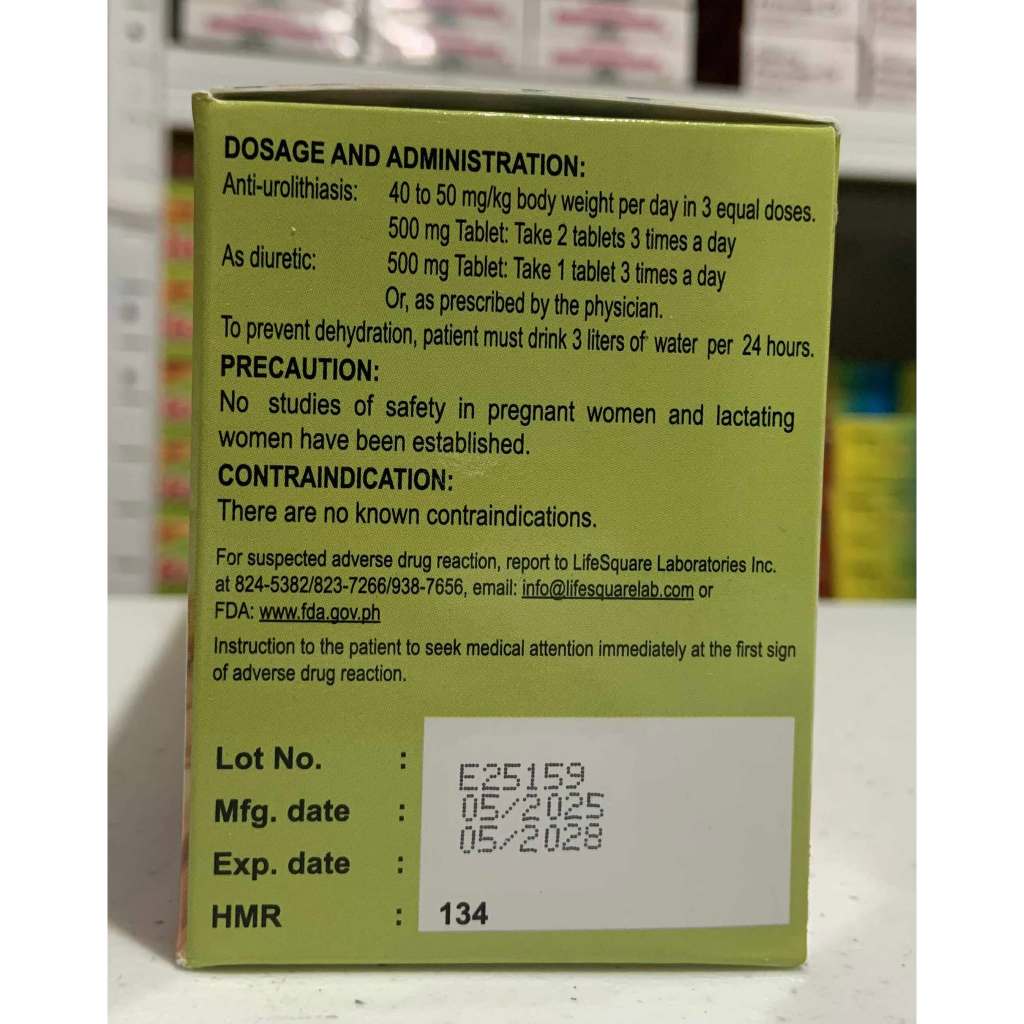 DOSAGE AND ADMINISTRATION:
Anti-urolithiasis: 40 to 50 mg/kg body weight per day in 3 equal doses.
500 mg Tablet: Take 2 tablets 3 times a day
As diuretic: 500 mg Tablet: Take 1 tablet 3 times a day
Or, as prescribed by the physician.
To prevent dehydration, patient must drink 3 liters of water per 24 hours.
PRECAUTION:
No studies of safety in pregnant women and lactating
women have been established.
CONTRAINDICATION:
There are no known contraindications.
For suspected adverse drug reaction, report to LifeSquare Laboratories Inc.
at 824-5382/823-7266/938-7656, email: info@lifesquarelab.com or
FDA: www.fda.gov.ph
Instruction to the patient to seek medical attention immediately at the first sign
of adverse drug reaction.
Lot No. : E25159
Mfg. date : 05/2025
Exp. date : 05/2028
HMR : 134